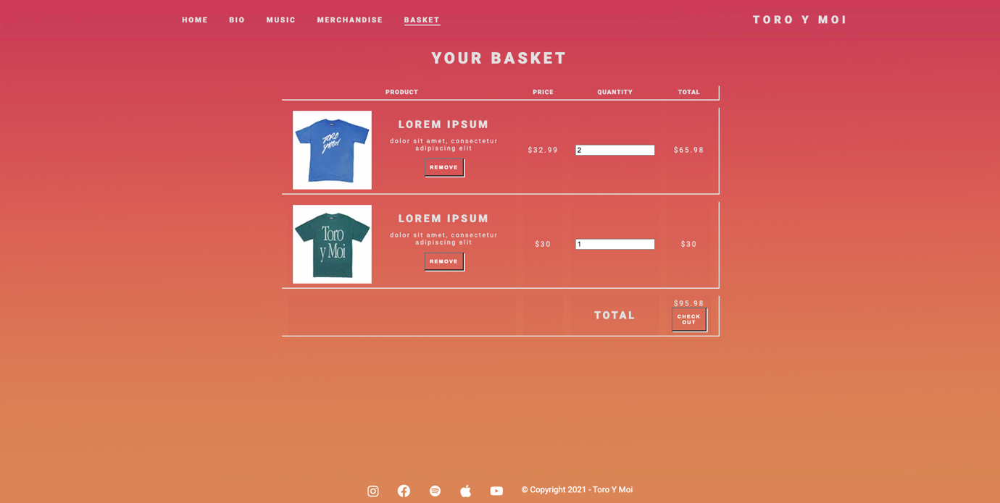 HOME BIO MUSIC MERCHANDISE BASKET TORO Y MOI
YOUR BASKET
PRODUCT PRICE QUANTITY TOTAL
TORO
Y MOI
LOREM IPSUM
dolor sit amet, consectetur
adipiscing elit
REMOVE
$32.99 2 $65.98
Toro
y Moi
LOREM IPSUM
dolor sit amet, consectetur
adipiscing elit
REMOVE
$30 1 $30
TOTAL
$95.98
CHECK
OUT
© Copyright 2021 - Toro Y Moi